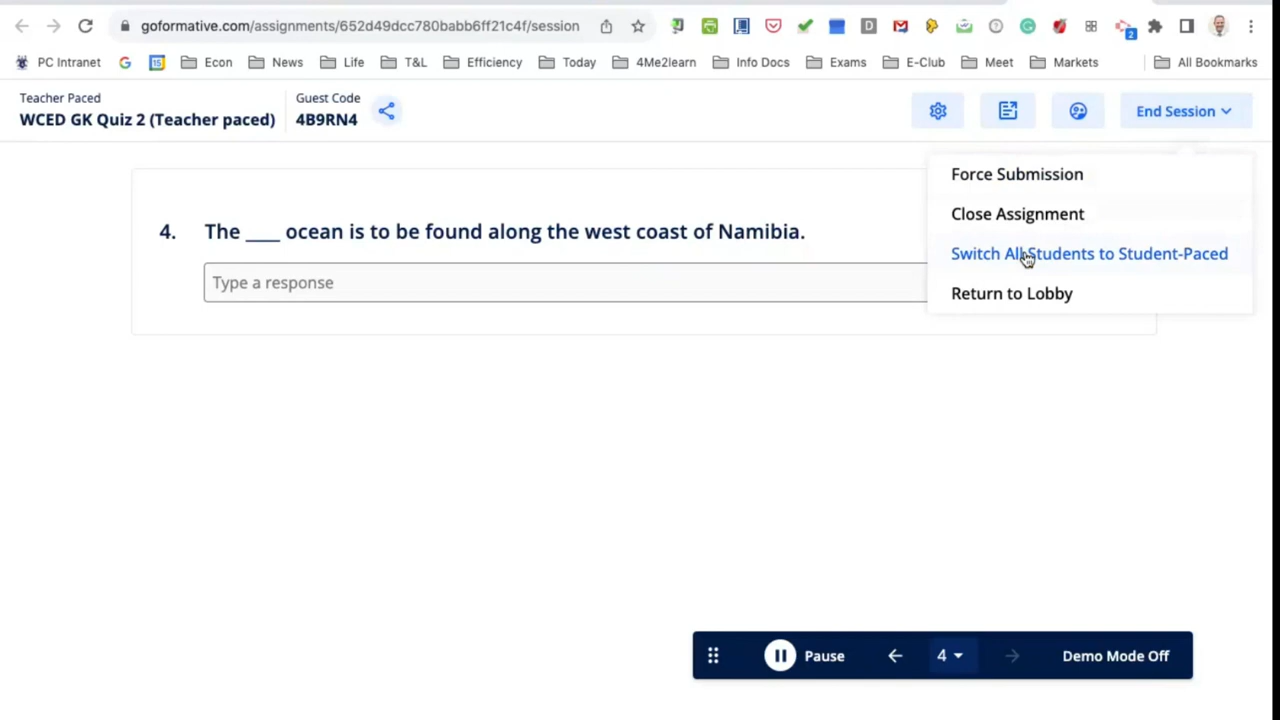 goformative.com/assignments/652d49dcc780babb6ff21c4f/session
2
PC Intranet
Econ
News
Life
T&L
Efficiency
Today
4Me2learn
Info Docs
Exams
E-Club
Meet
Markets
All Bookmarks
Teacher Paced
WCED GK Quiz 2 (Teacher paced)
Guest Code
4B9RN4
End Session
Force Submission
Close Assignment
Switch All Students to Student-Paced
Return to Lobby
4. The ____ ocean is to be found along the west coast of Namibia.
Type a response
Pause
4
Demo Mode Off